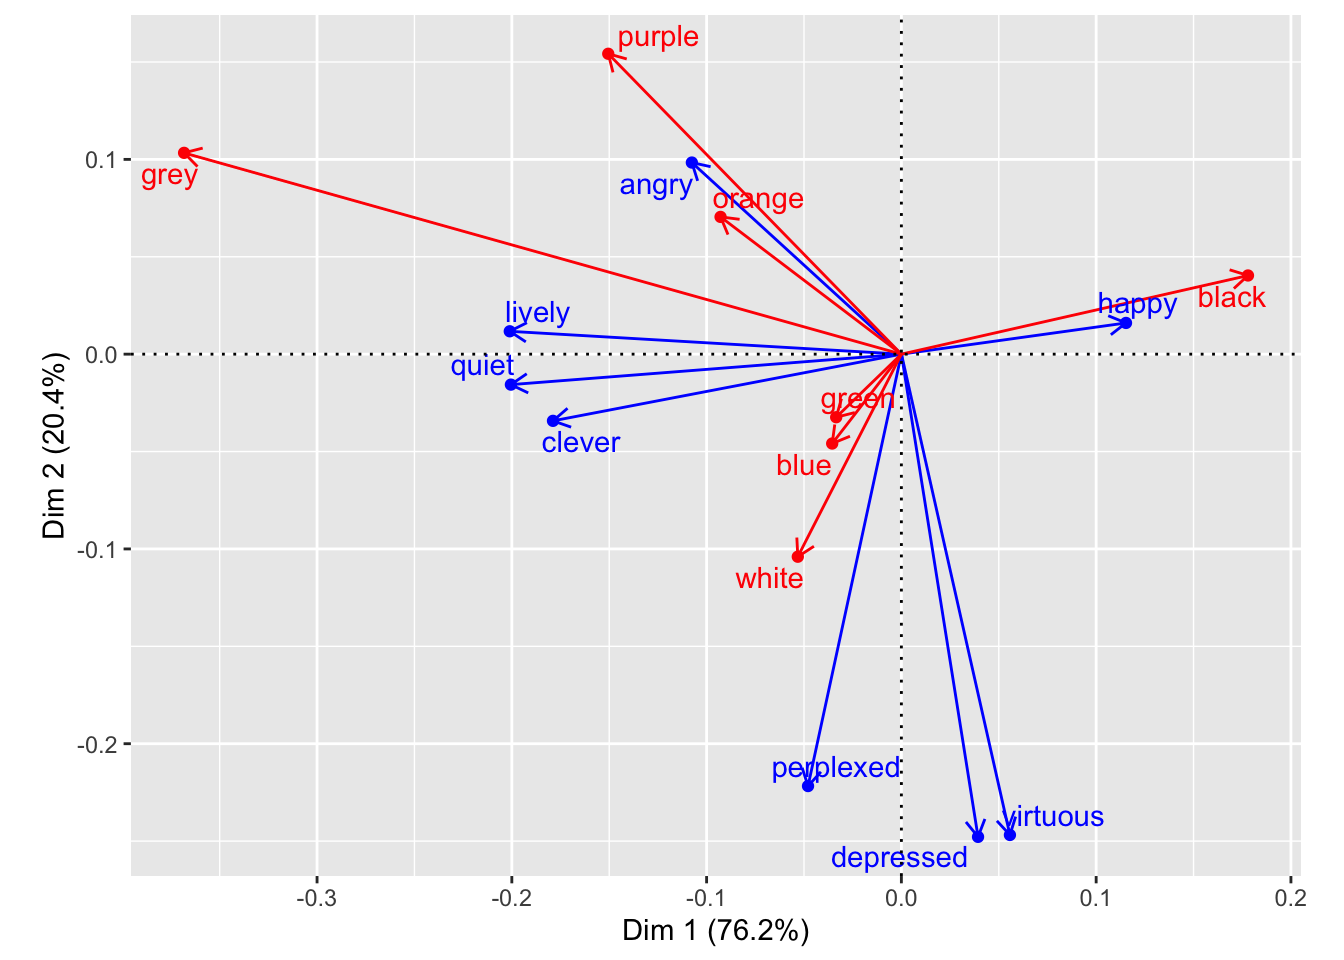 purple
0.1
grey
angry
orange
lively
happy
black
0.0
quiet
green
clever
blue
-0.1
white
-0.2
perplexed
virtuous
depressed
-0.3
-0.2
-0.1
0.0
0.1
0.2
Dim 1 (76.2%)
Dim 2 (20.4%)